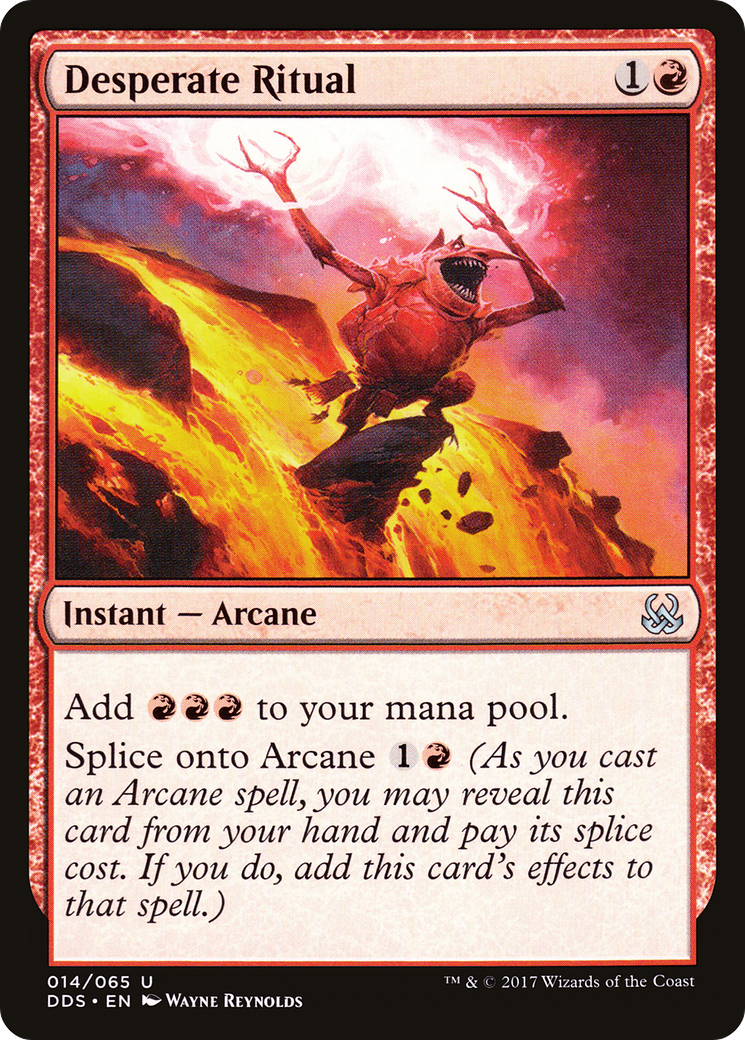 Desperate Ritual 1
Instant — Arcane
Add to your mana pool.
Splice onto Arcane 1 (As you cast
an Arcane spell, you may reveal this
card from your hand and pay its splice
cost. If you do, add this card's effects to
that spell.)
014/065 U
™ & © 2017 Wizards of the Coast
DDS • EN Wayne Reynolds